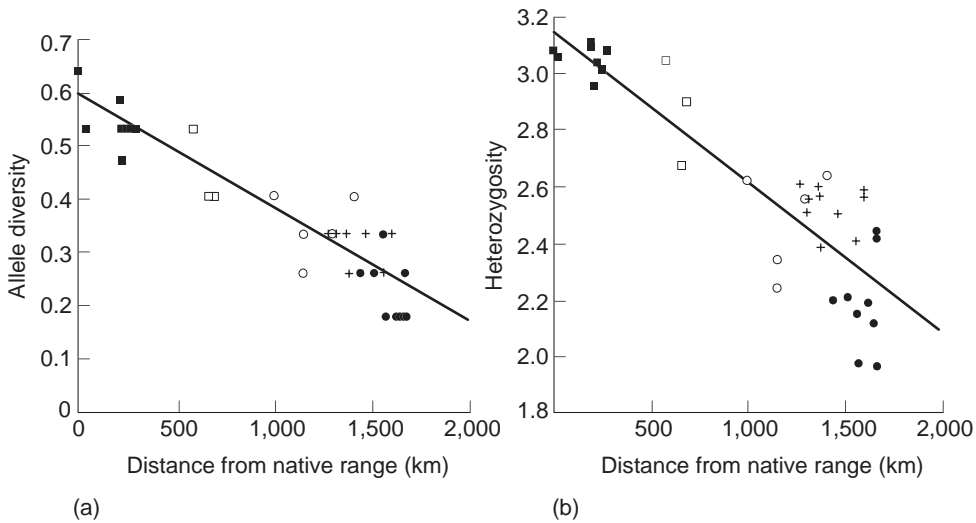 0.7
0.6
0.5
0.4
0.3
0.2
0.1
0
Allele diversity
0 500 1,000 1,500 2,000
Distance from native range (km)
(a)
3.2
3.0
2.8
2.6
2.4
2.2
2.0
1.8
Heterozygosity
0 500 1,000 1,500 2,000
Distance from native range (km)
(b)